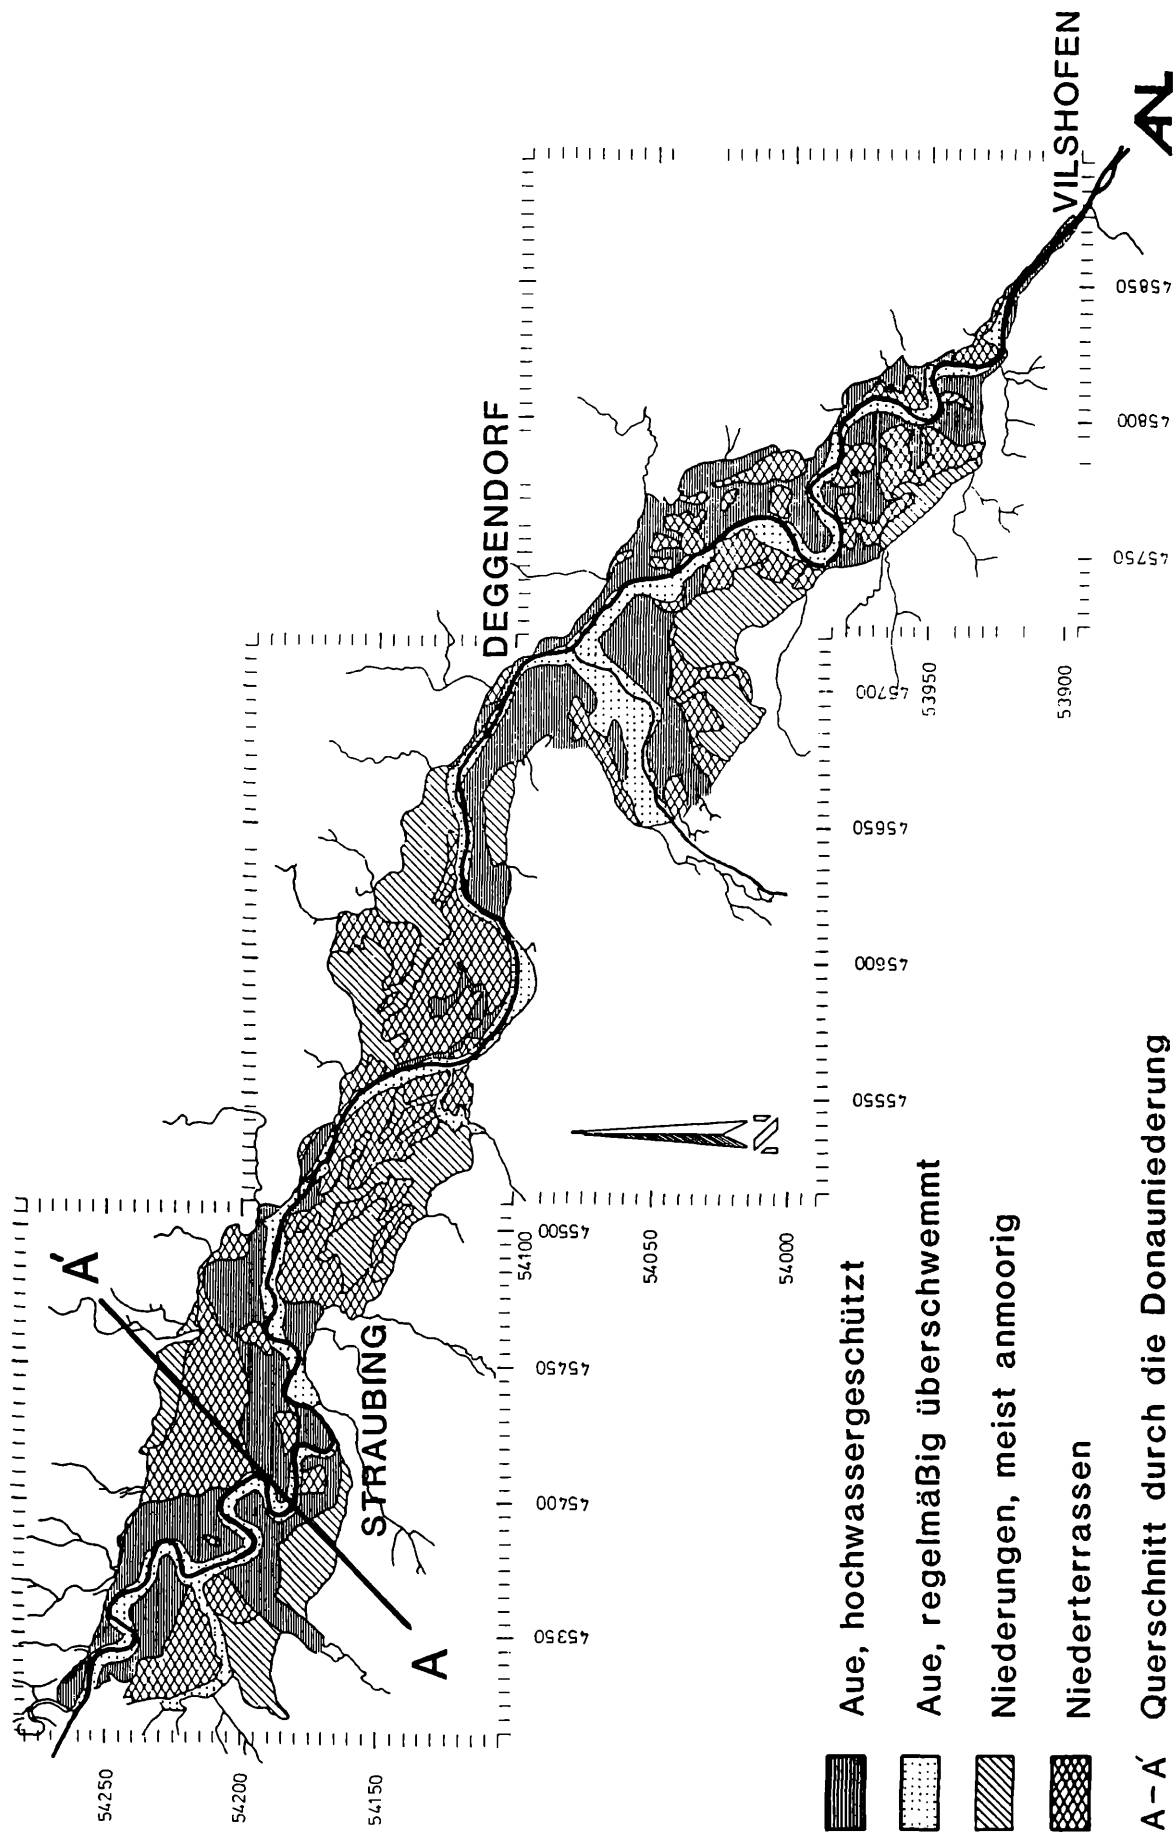 VILSHOFEN
DEGGENDORF
STRAUBING
A
A´
54250
54200
54150
54100
54050
54000
53950
53900
45350
45400
45450
45500
45550
45600
45650
45700
45750
45800
45850
N
Aue, hochwassergeschützt
Aue, regelmäßig überschwemmt
Niederungen, meist anmoorig
Niederterrassen
A–A´ Querschnitt durch die Donauniederung